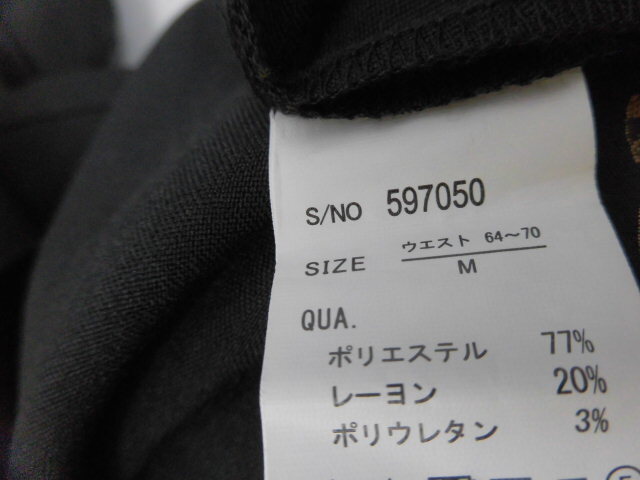 S/NO 597050
SIZE ウエスト 64～70
M
QUA.
ポリエステル 77%
レーヨン 20%
ポリウレタン 3%